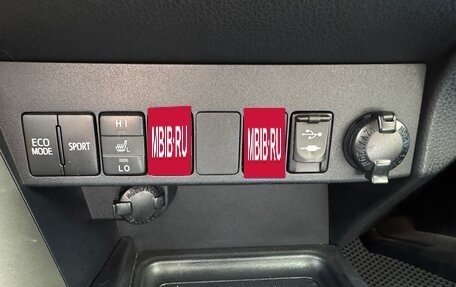 ECO
MODE
SPORT
HI
LO
MBIB.RU
MBIB.RU